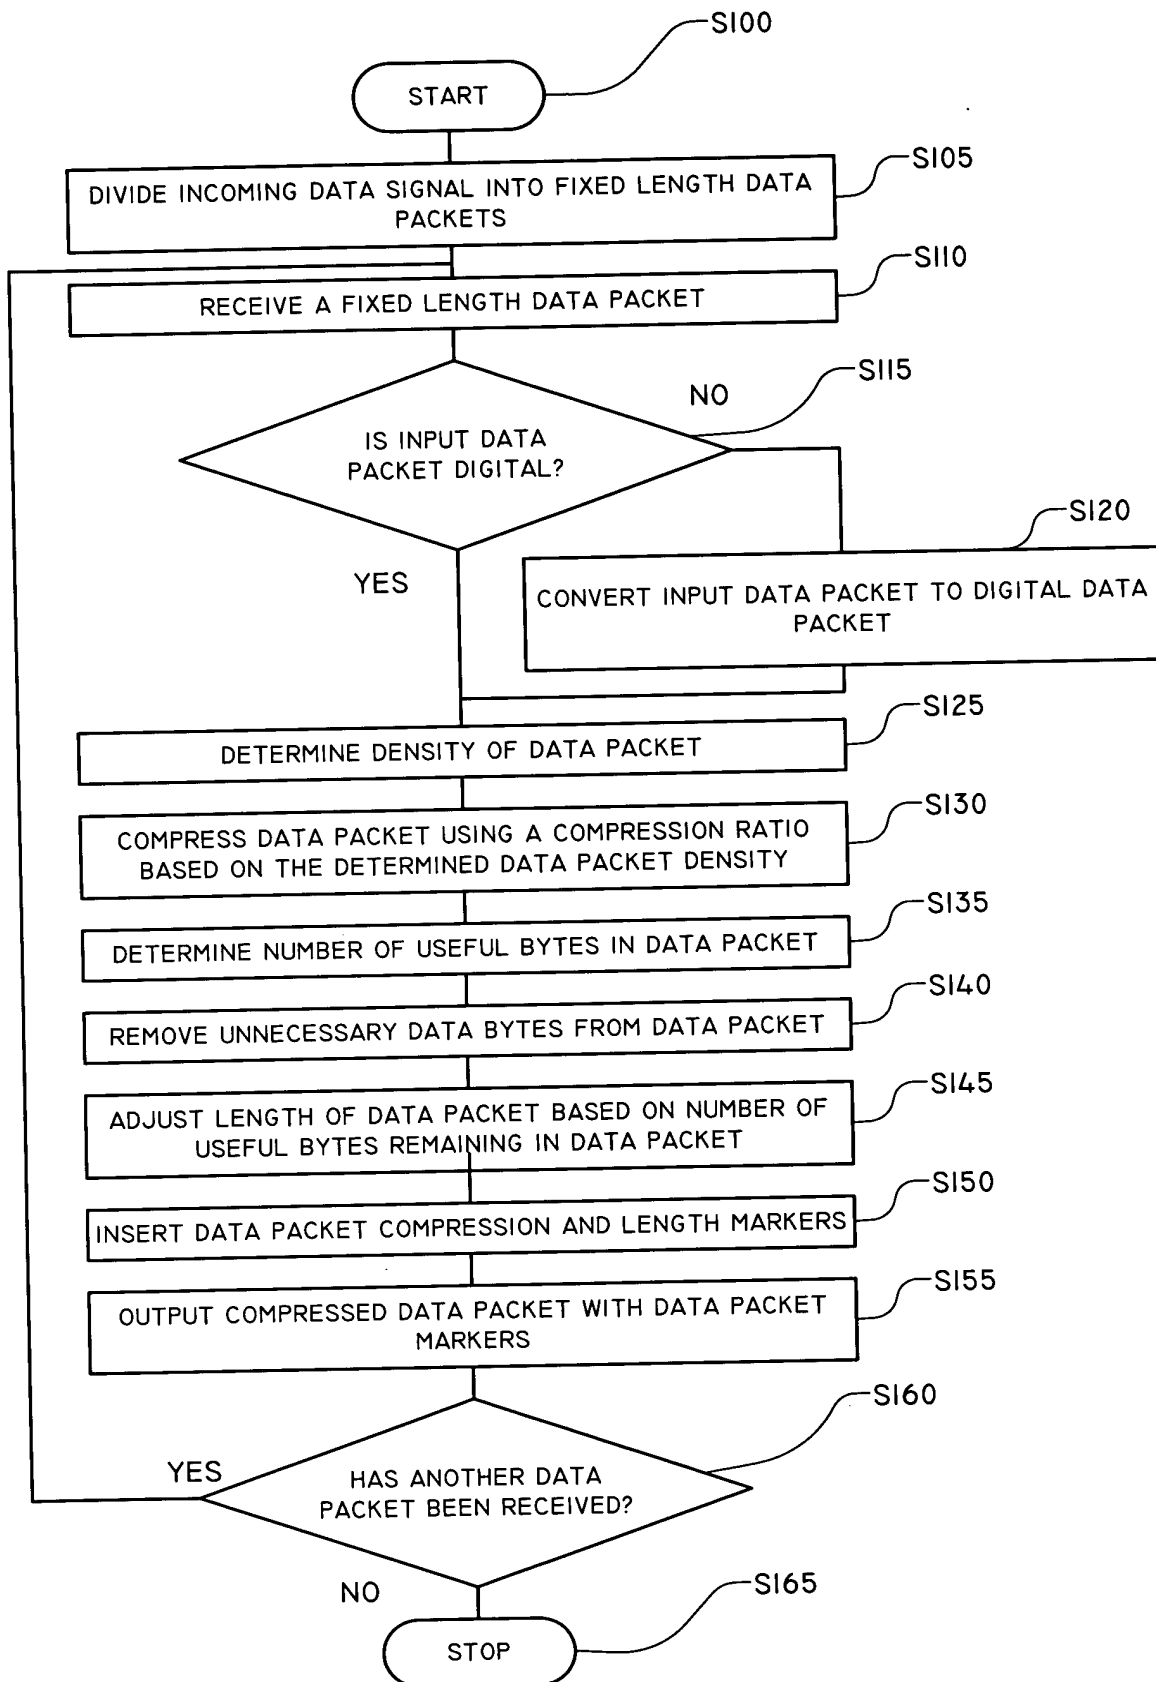 S100
START
S105
DIVIDE INCOMING DATA SIGNAL INTO FIXED LENGTH DATA
PACKETS
S110
RECEIVE A FIXED LENGTH DATA PACKET
S115
NO
IS INPUT DATA
PACKET DIGITAL?
S120
YES
CONVERT INPUT DATA PACKET TO DIGITAL DATA
PACKET
S125
DETERMINE DENSITY OF DATA PACKET
S130
COMPRESS DATA PACKET USING A COMPRESSION RATIO
BASED ON THE DETERMINED DATA PACKET DENSITY
S135
DETERMINE NUMBER OF USEFUL BYTES IN DATA PACKET
S140
REMOVE UNNECESSARY DATA BYTES FROM DATA PACKET
S145
ADJUST LENGTH OF DATA PACKET BASED ON NUMBER OF
USEFUL BYTES REMAINING IN DATA PACKET
S150
INSERT DATA PACKET COMPRESSION AND LENGTH MARKERS
S155
OUTPUT COMPRESSED DATA PACKET WITH DATA PACKET
MARKERS
S160
YES
HAS ANOTHER DATA
PACKET BEEN RECEIVED?
NO
S165
STOP